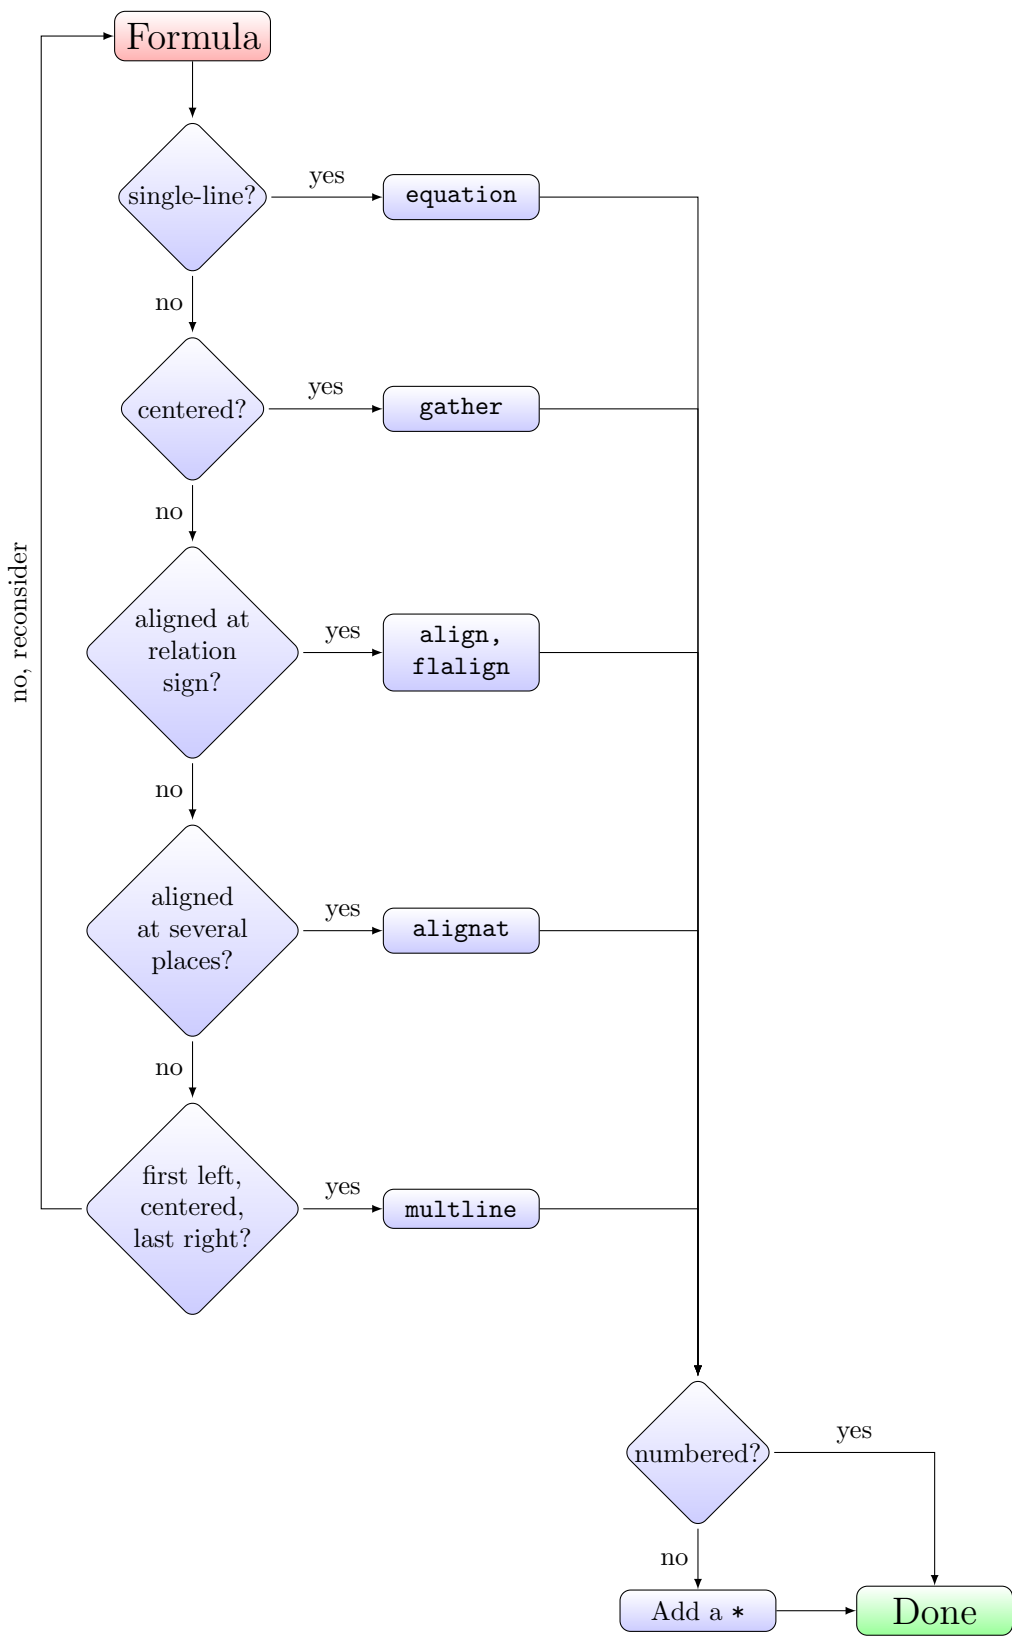 Formula
single-line?
yes
equation
no
centered?
yes
gather
no
no, reconsider
aligned at
relation
sign?
yes
align,
flalign
no
aligned
at several
places?
yes
alignat
no
first left,
centered,
last right?
yes
multline
numbered?
yes
no
Add a *
Done